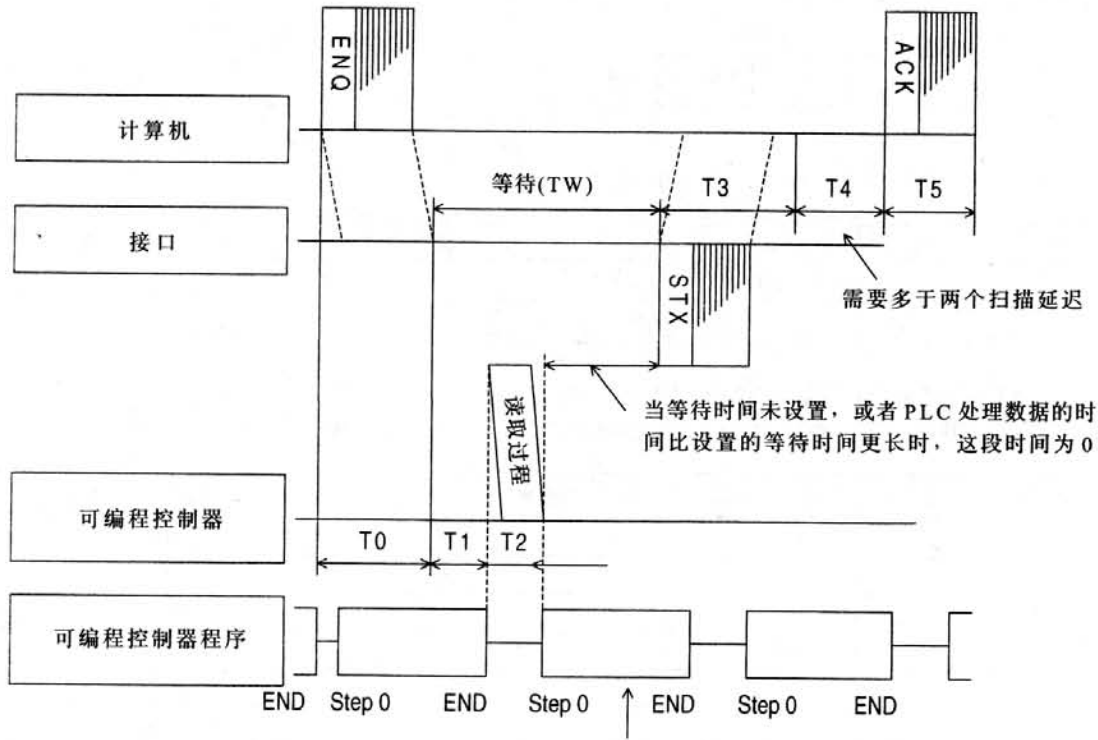 ENQ
ACK
计算机
等待(TW)
T3
T4
T5
接口
STX
需要多于两个扫描延迟
当等待时间未设置，或者 PLC 处理数据的时
间比设置的等待时间更长时，这段时间为 0
读取过程
可编程控制器
T0
T1
T2
可编程控制器程序
END
Step 0
END
Step 0
END
Step 0
END